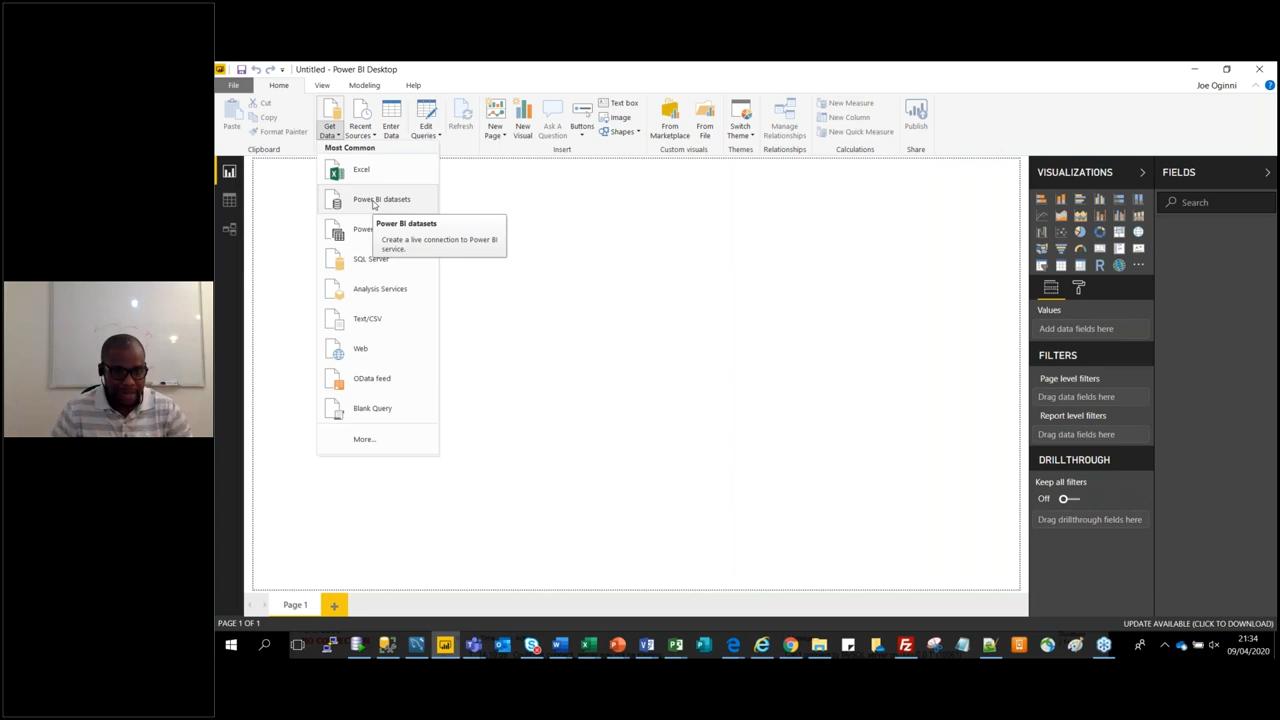 Untitled - Power BI Desktop
File Home View Modeling Help
Joe Oginni
Paste
Cut
Copy
Format Painter
Clipboard
Get Data
Recent Sources
Enter Data
Edit Queries
Refresh
New Page
New Visual
Ask A Question
Buttons
Text box
Image
Shapes
Insert
From Marketplace
From File
Custom visuals
Switch Theme
Themes
Manage Relationships
Relationships
New Measure
New Column
New Quick Measure
Calculations
Publish
Share
Most Common
Excel
Power BI datasets
Power
SQL Server
Analysis Services
Text/CSV
Web
OData feed
Blank Query
More...
Power BI datasets
Create a live connection to Power BI
service.
VISUALIZATIONS
R
Values
Add data fields here
FILTERS
Page level filters
Drag data fields here
Report level filters
Drag data fields here
DRILLTHROUGH
Keep all filters
Off
Drag drillthrough fields here
FIELDS
Search
Page 1
PAGE 1 OF 1
UPDATE AVAILABLE (CLICK TO DOWNLOAD)
21:34
09/04/2020